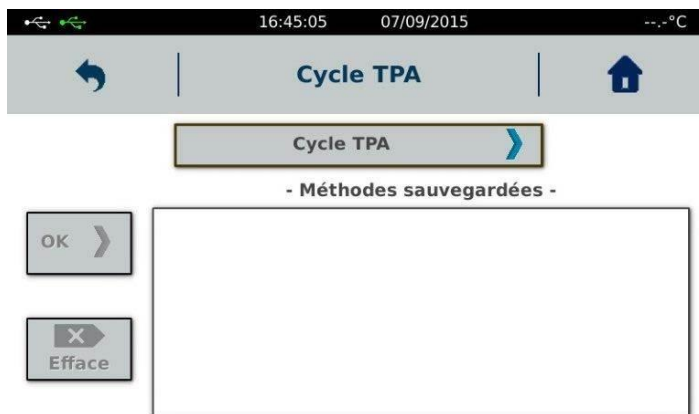 16:45:05 07/09/2015 --.-°C
Cycle TPA
Cycle TPA
- Méthodes sauvegardées -
OK
Efface